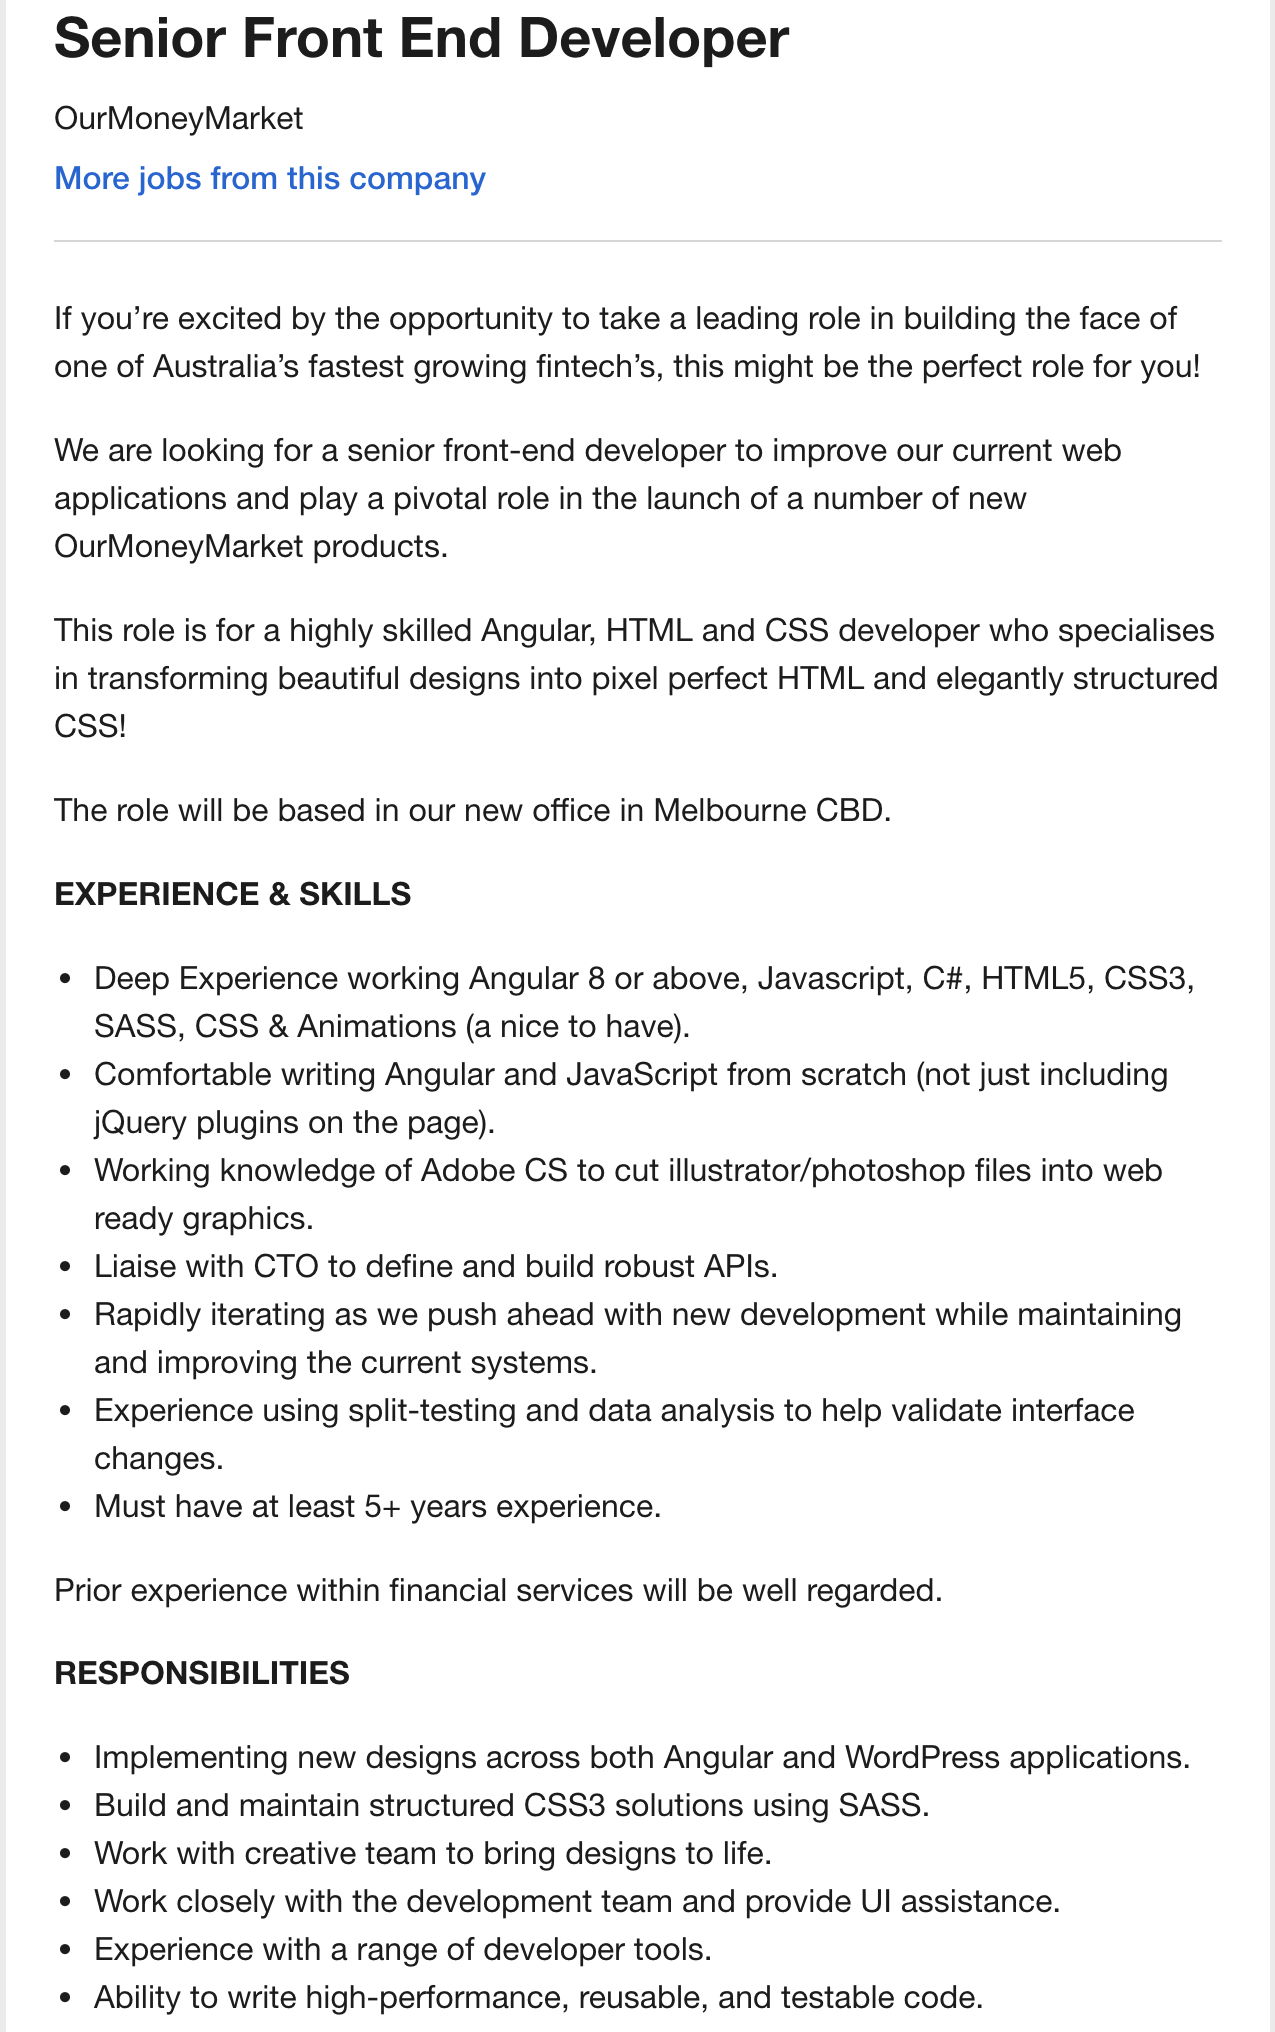 Senior Front End Developer
OurMoneyMarket
More jobs from this company
If you’re excited by the opportunity to take a leading role in building the face of
one of Australia’s fastest growing fintech’s, this might be the perfect role for you!
We are looking for a senior front-end developer to improve our current web
applications and play a pivotal role in the launch of a number of new
OurMoneyMarket products.
This role is for a highly skilled Angular, HTML and CSS developer who specialises
in transforming beautiful designs into pixel perfect HTML and elegantly structured
CSS!
The role will be based in our new office in Melbourne CBD.
EXPERIENCE & SKILLS
• Deep Experience working Angular 8 or above, Javascript, C#, HTML5, CSS3,
SASS, CSS & Animations (a nice to have).
• Comfortable writing Angular and JavaScript from scratch (not just including
jQuery plugins on the page).
• Working knowledge of Adobe CS to cut illustrator/photoshop files into web
ready graphics.
• Liaise with CTO to define and build robust APIs.
• Rapidly iterating as we push ahead with new development while maintaining
and improving the current systems.
• Experience using split-testing and data analysis to help validate interface
changes.
• Must have at least 5+ years experience.
Prior experience within financial services will be well regarded.
RESPONSIBILITIES
• Implementing new designs across both Angular and WordPress applications.
• Build and maintain structured CSS3 solutions using SASS.
• Work with creative team to bring designs to life.
• Work closely with the development team and provide UI assistance.
• Experience with a range of developer tools.
• Ability to write high-performance, reusable, and testable code.